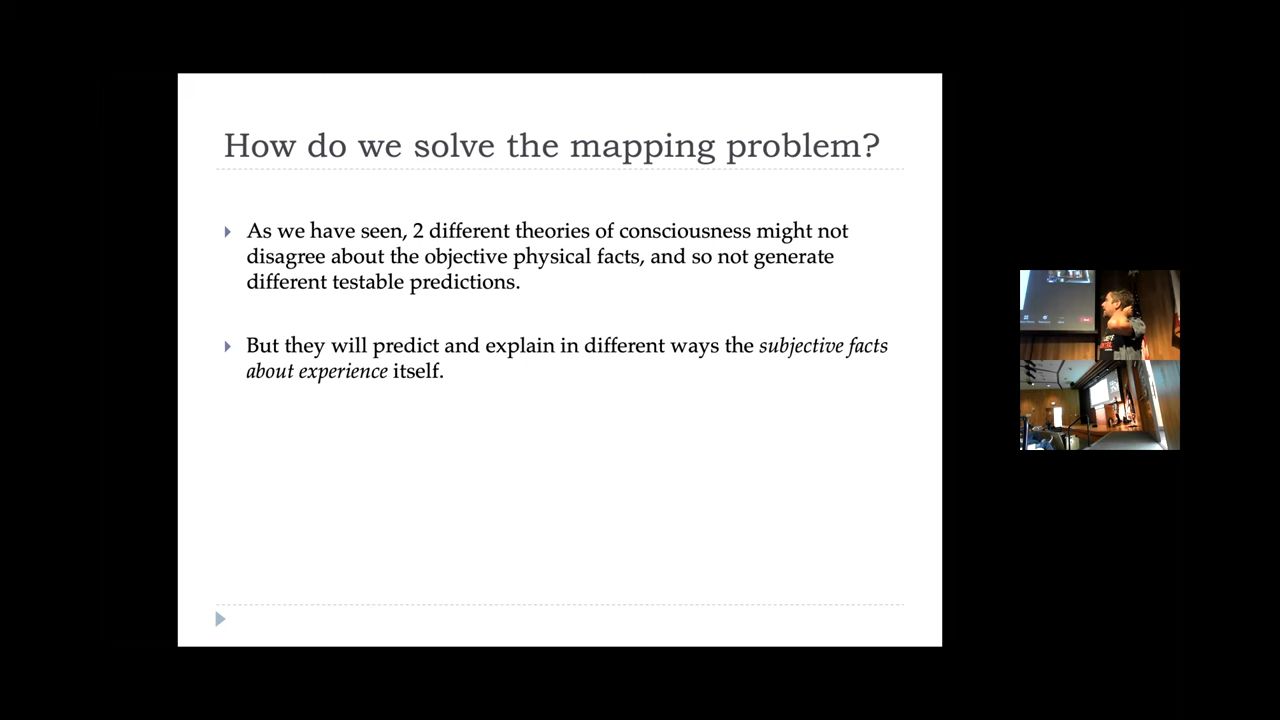 How do we solve the mapping problem?
As we have seen, 2 different theories of consciousness might not
disagree about the objective physical facts, and so not generate
different testable predictions.
But they will predict and explain in different ways the subjective facts
about experience itself.